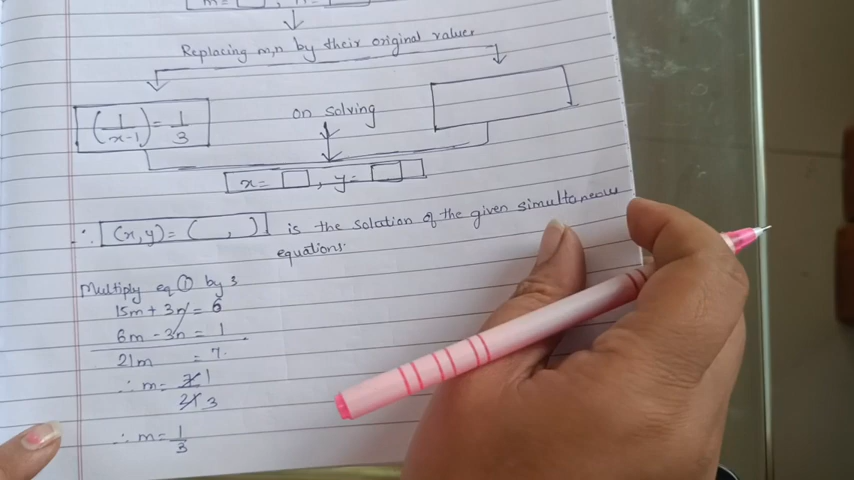 m= , n=
Replacing m,n by their original values
(1/x-1) = 1/3
on solving
x= , y=
∴ (x,y) = ( , ) is the solution of the given simultaneous
equations.
Multiply eq ① by 3
15m + 3n = 6
6m - 3n = 1
21m = 7.
∴ m = 7 1
21 3
∴ m = 1/3